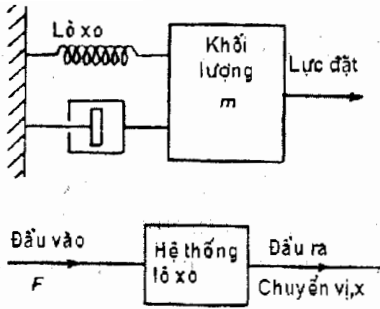 Lò xo
Khối
lượng
m
Lực đặt
Đầu vào
F
Hệ thống
lò xo
Đầu ra
Chuyển vị, x